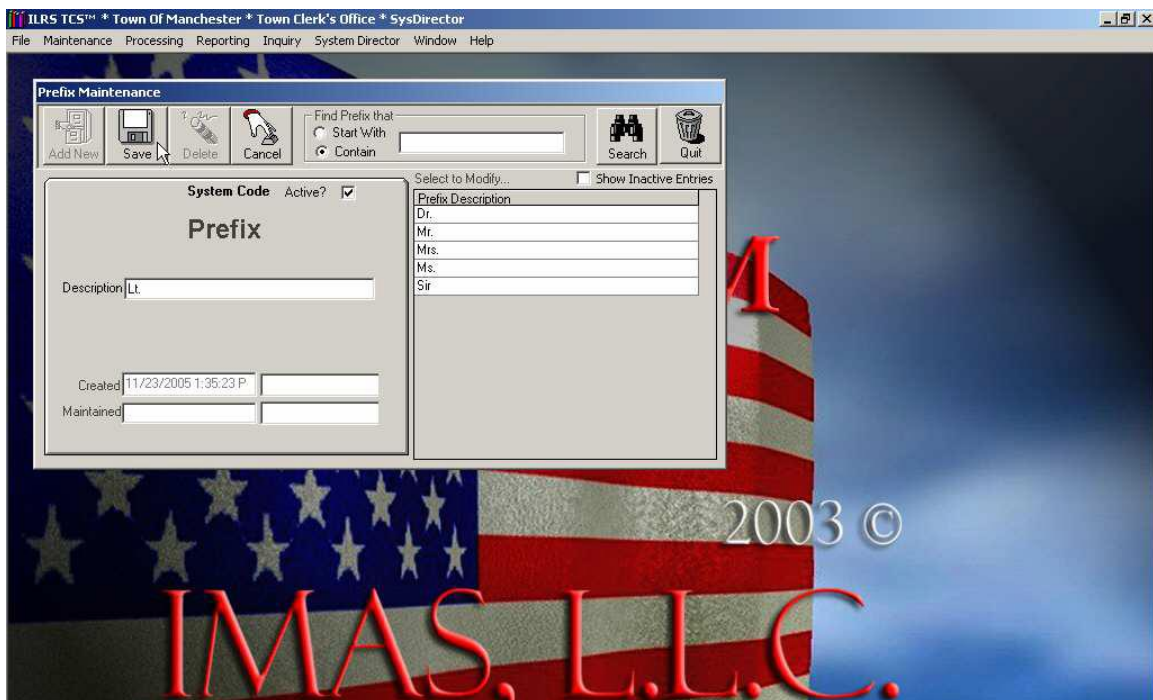 ILRS TCS™ * Town Of Manchester * Town Clerk's Office * SysDirector
File Maintenance Processing Reporting Inquiry System Director Window Help
Prefix Maintenance
Add New
Save
Delete
Cancel
Find Prefix that
Start With
Contain
Search
Quit
System Code Active?
Prefix
Description Lt.
Created 11/23/2005 1:35:23 P
Maintained
Select to Modify...
Show Inactive Entries
Prefix Description
Dr.
Mr.
Mrs.
Ms.
Sir
M
2003 ©
IMAS, L.L.C.